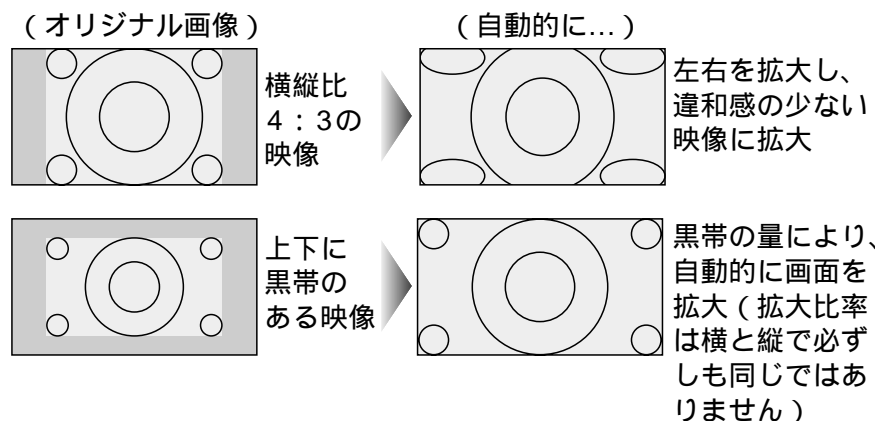 (オリジナル画像)
(自動的に...)
横縦比
4:3の
映像
左右を拡大し、
違和感の少ない
映像に拡大
上下に
黒帯の
ある映像
黒帯の量により、
自動的に画面を
拡大(拡大比率
は横と縦で必ず
しも同じではあ
りません)